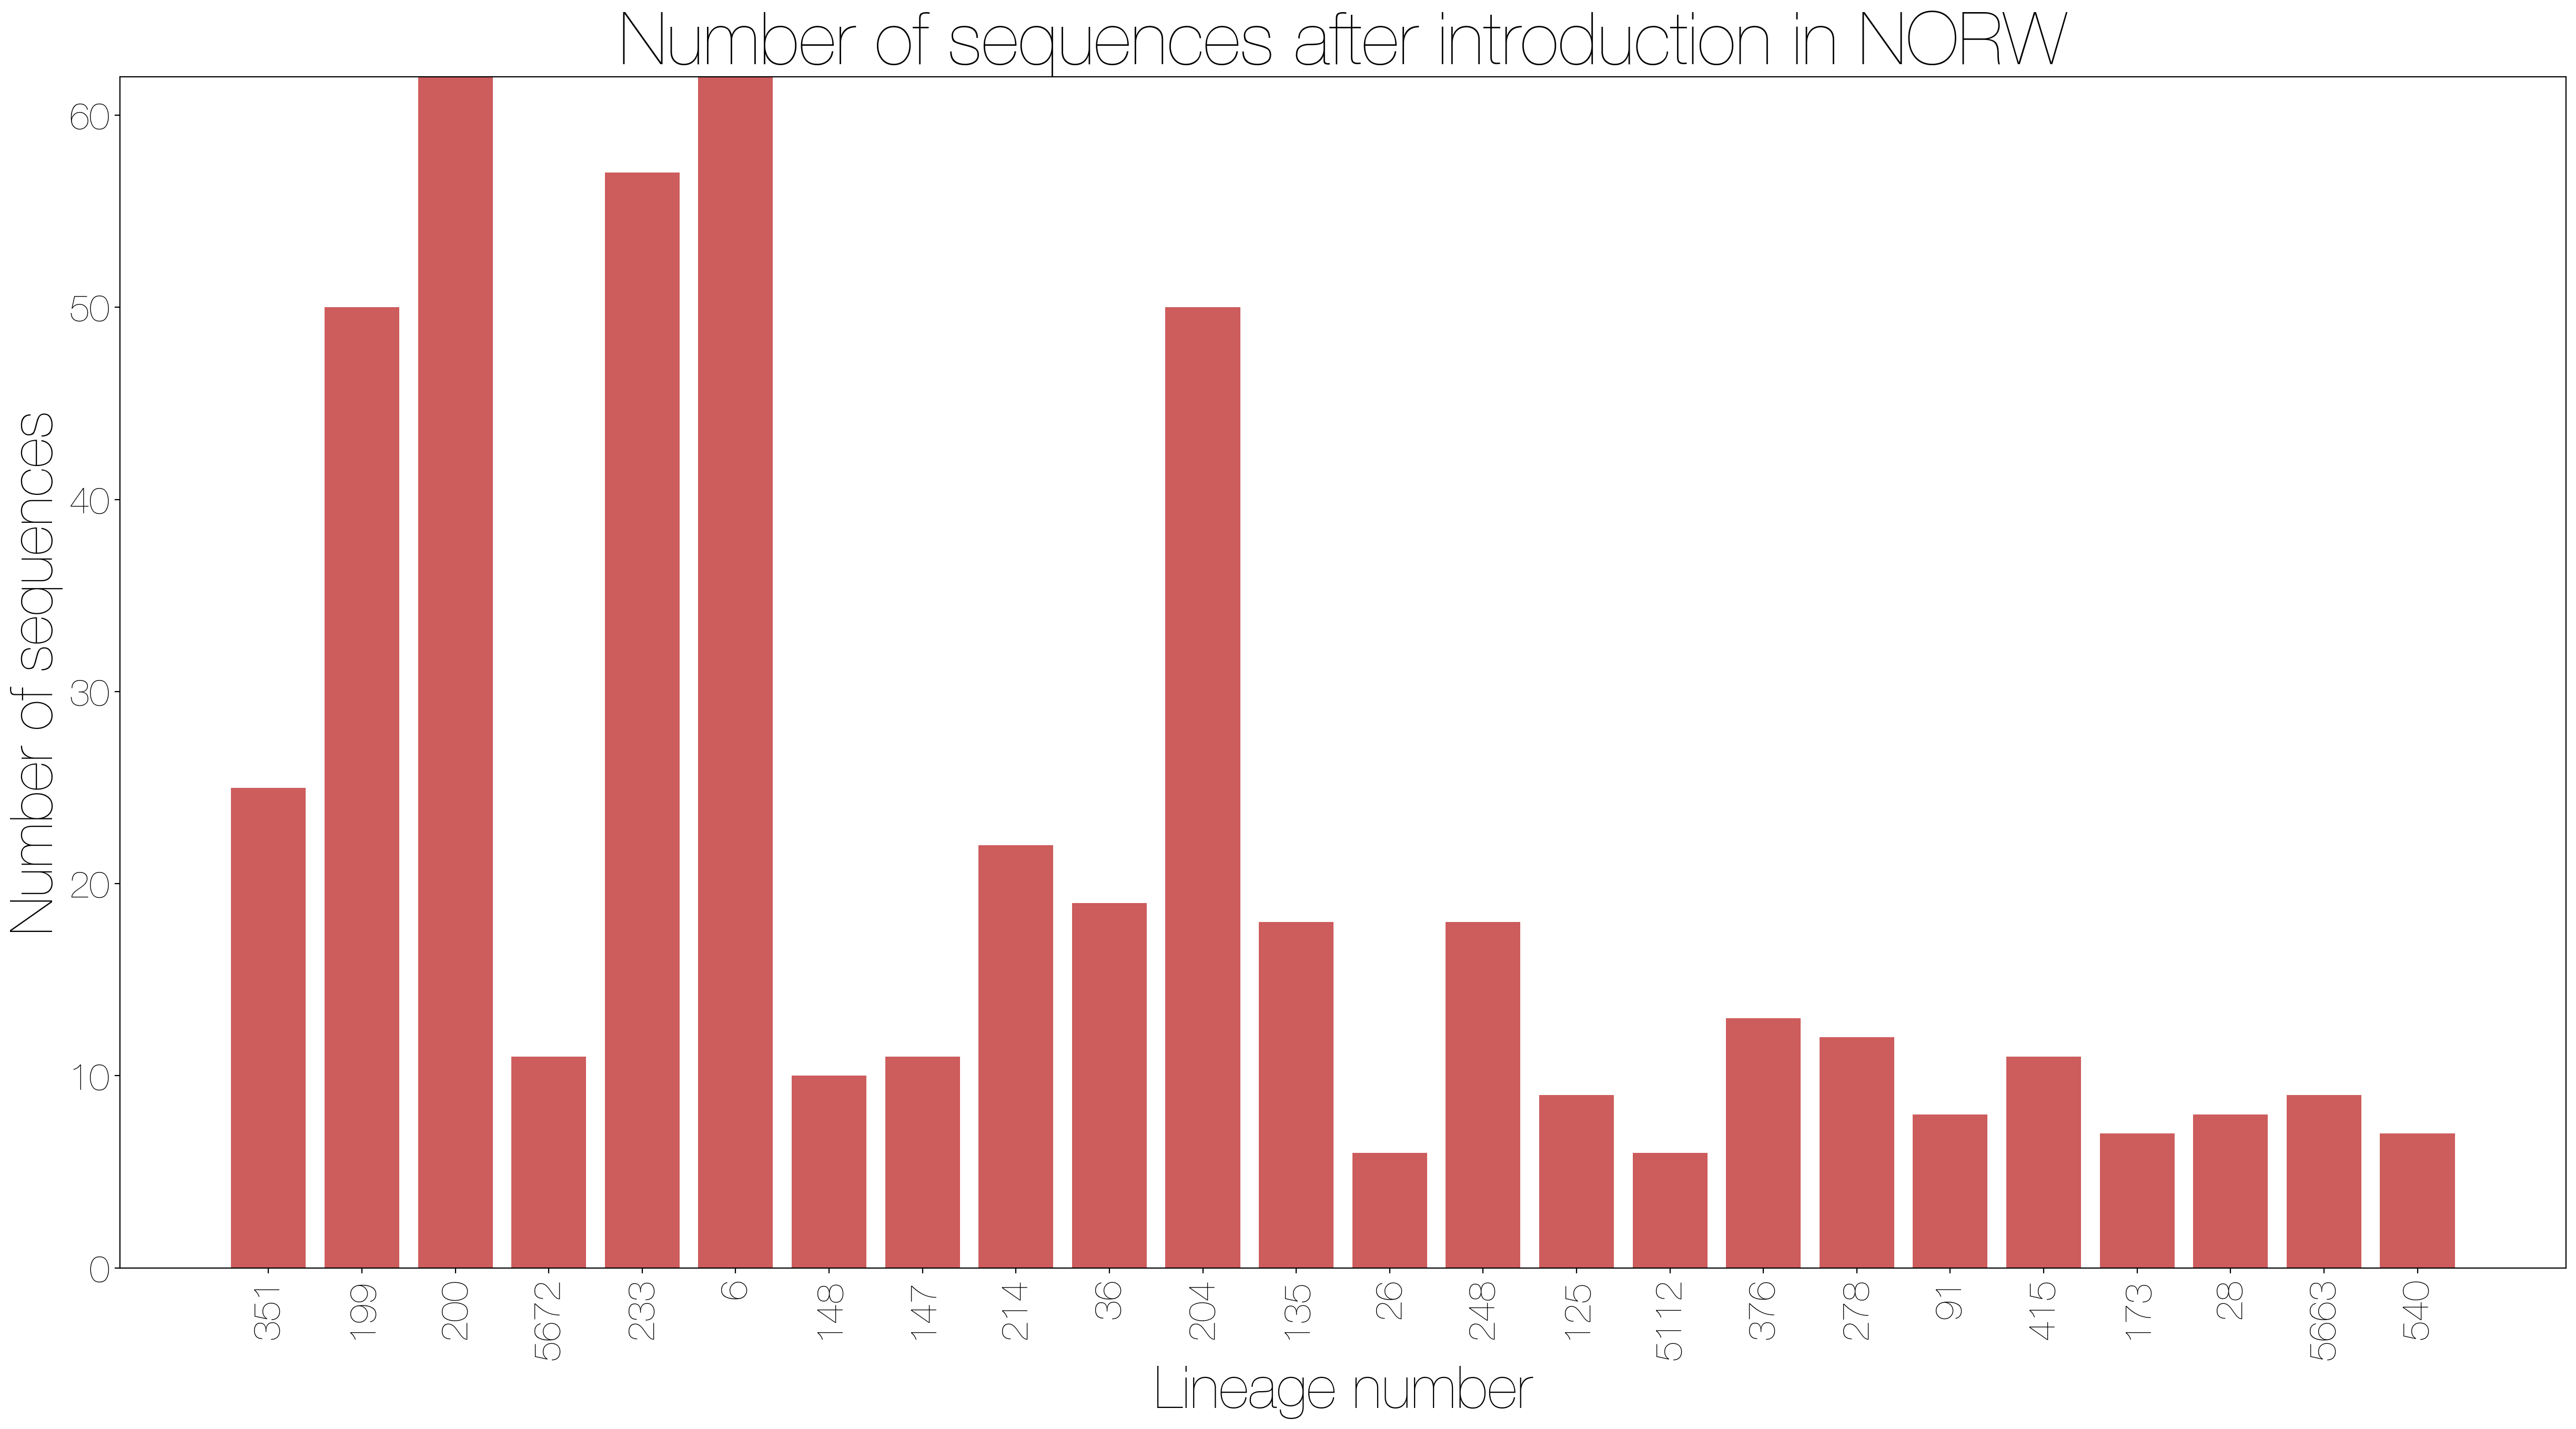 Number of sequences after introduction in NORW
Number of sequences
60
50
40
30
20
10
0
351 199 200 5672 233 6 148 147 214 36 204 135 26 248 125 5112 376 278 91 415 173 28 5663 540
Lineage number